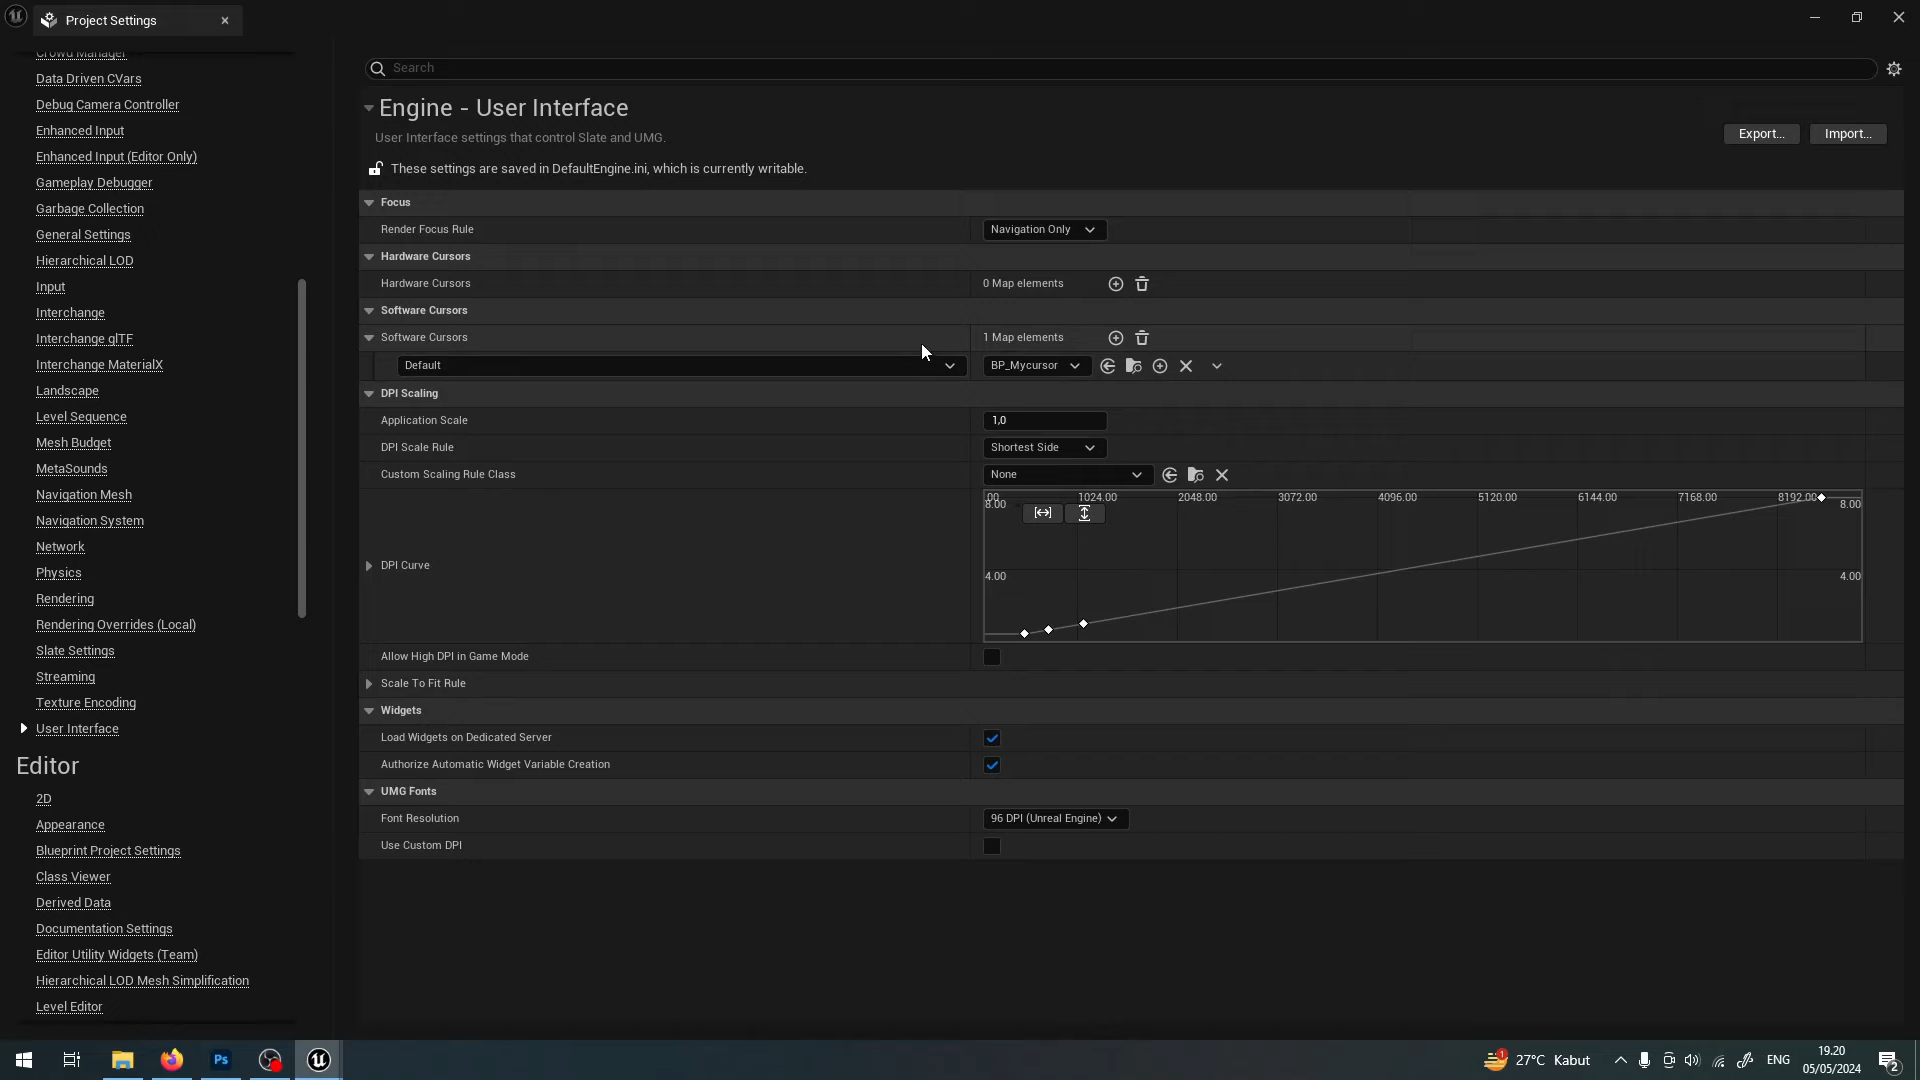 Project Settings
Crowd Manager
Data Driven CVars
Debug Camera Controller
Enhanced Input
Enhanced Input (Editor Only)
Gameplay Debugger
Garbage Collection
General Settings
Hierarchical LOD
Input
Interchange
Interchange glTF
Interchange MaterialX
Landscape
Level Sequence
Mesh Budget
MetaSounds
Navigation Mesh
Navigation System
Network
Physics
Rendering
Rendering Overrides (Local)
Slate Settings
Streaming
Texture Encoding
User Interface
Editor
2D
Appearance
Blueprint Project Settings
Class Viewer
Derived Data
Documentation Settings
Editor Utility Widgets (Team)
Hierarchical LOD Mesh Simplification
Level Editor
Search
Engine - User Interface
User Interface settings that control Slate and UMG.
Export... Import...
These settings are saved in DefaultEngine.ini, which is currently writable.
Focus
Render Focus Rule Navigation Only
Hardware Cursors
Hardware Cursors 0 Map elements
Software Cursors
Software Cursors 1 Map elements
Default BP_Mycursor
DPI Scaling
Application Scale 1,0
DPI Scale Rule Shortest Side
Custom Scaling Rule Class None
00 1024.00 2048.00 3072.00 4096.00 5120.00 6144.00 7168.00 8192.00
8.00 8.00
DPI Curve
4.00 4.00
Allow High DPI in Game Mode
Scale To Fit Rule
Widgets
Load Widgets on Dedicated Server
Authorize Automatic Widget Variable Creation
UMG Fonts
Font Resolution 96 DPI (Unreal Engine)
Use Custom DPI
Ps
1
27°C Kabut
ENG
19.20
05/05/2024
2